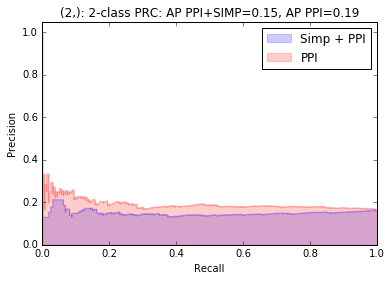 (2,): 2-class PRC: AP PPI+SIMP=0.15, AP PPI=0.19
Simp + PPI
PPI
Precision
1.0
0.8
0.6
0.4
0.2
0.0
0.0 0.2 0.4 0.6 0.8 1.0
Recall